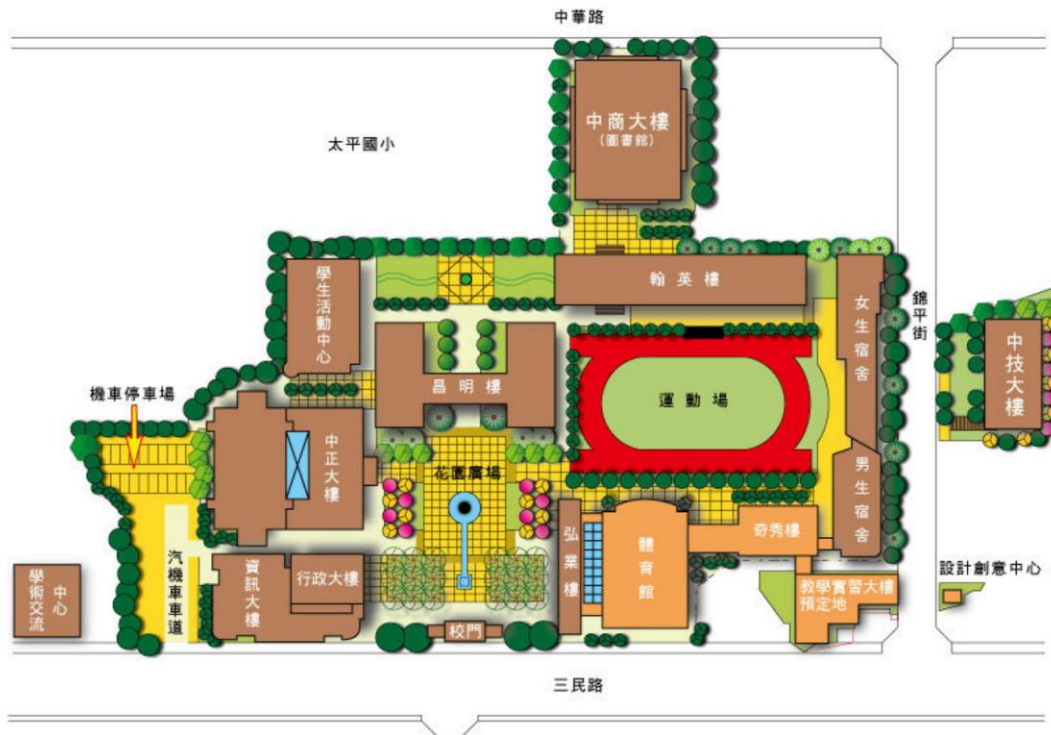 中華路
中商大樓
(圖書館)
太平國小
學生活動中心
翰英樓
女生宿舍
錦平街
中技大樓
昌明樓
運動場
機車停車場
中正大樓
花園廣場
男生宿舍
弘業樓
體育館
奇秀樓
汽機車車道
資訊大樓
行政大樓
教學實習大樓
預定地
設計創意中心
學術交流
中心
校門
三民路